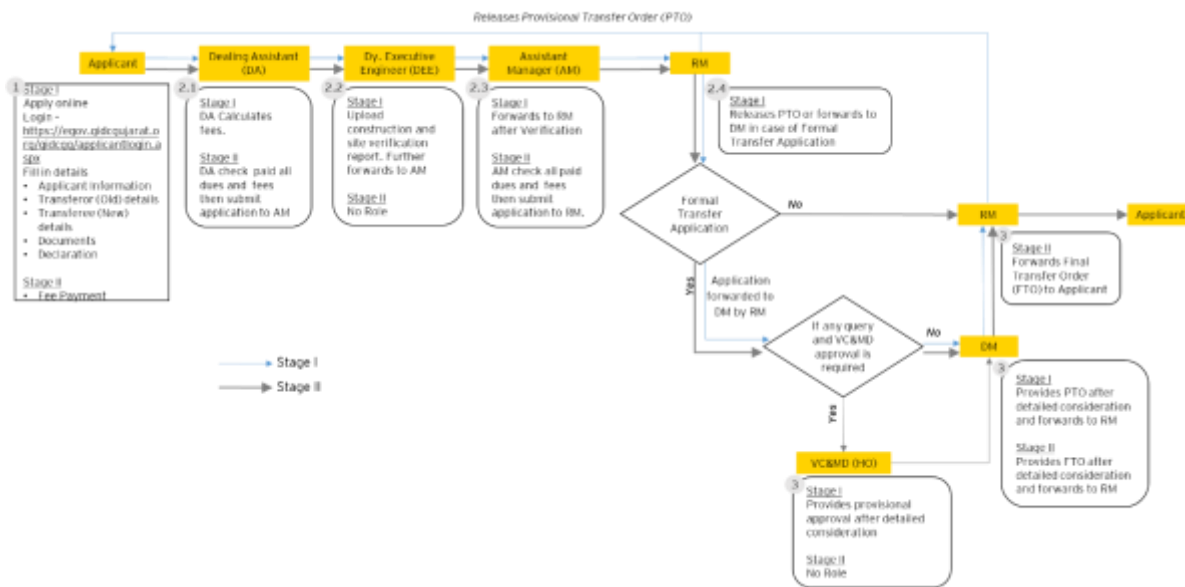 Releases Provisional Transfer Order (PTO)
Applicant
Dealing Assistant
(DA)
Dy. Executive
Engineer (DEE)
Assistant
Manager (AM)
RM
1
Stage I
Apply online
Login –
https://egov.gidcgujarat.o
rg/gidcgg/applicantlogin.a
spx
Fill in details
• Applicant Information
• Transferor (Old) details
• Transferee (New)
details
• Documents
• Declaration
Stage II
• Fee Payment
2.1
Stage I
DA Calculates
fees.
Stage II
DA check paid all
dues and fees
then submit
application to AM
2.2
Stage I
Upload
construction and
site verification
report. Further
forwards to AM
Stage II
No Role
2.3
Stage I
Forwards to RM
after Verification
Stage II
AM check all paid
dues and fees
then submit
application to RM.
2.4
Stage I
Releases PTO or forwards to
DM in case of Formal
Transfer Application
Formal
Transfer
Application
No
Yes
Application
forwarded to
DM by RM
RM
Applicant
3
Stage II
Forwards Final
Transfer Order
(FTO) to Applicant
If any query
and VC&MD
approval is
required
No
Yes
DM
3
Stage I
Provides PTO after
detailed consideration
and forwards to RM
Stage II
Provides FTO after
detailed consideration
and forwards to RM
VC&MD (HO)
3
Stage I
Provides provisional
approval after detailed
consideration
Stage II
No Role
Stage I
Stage II